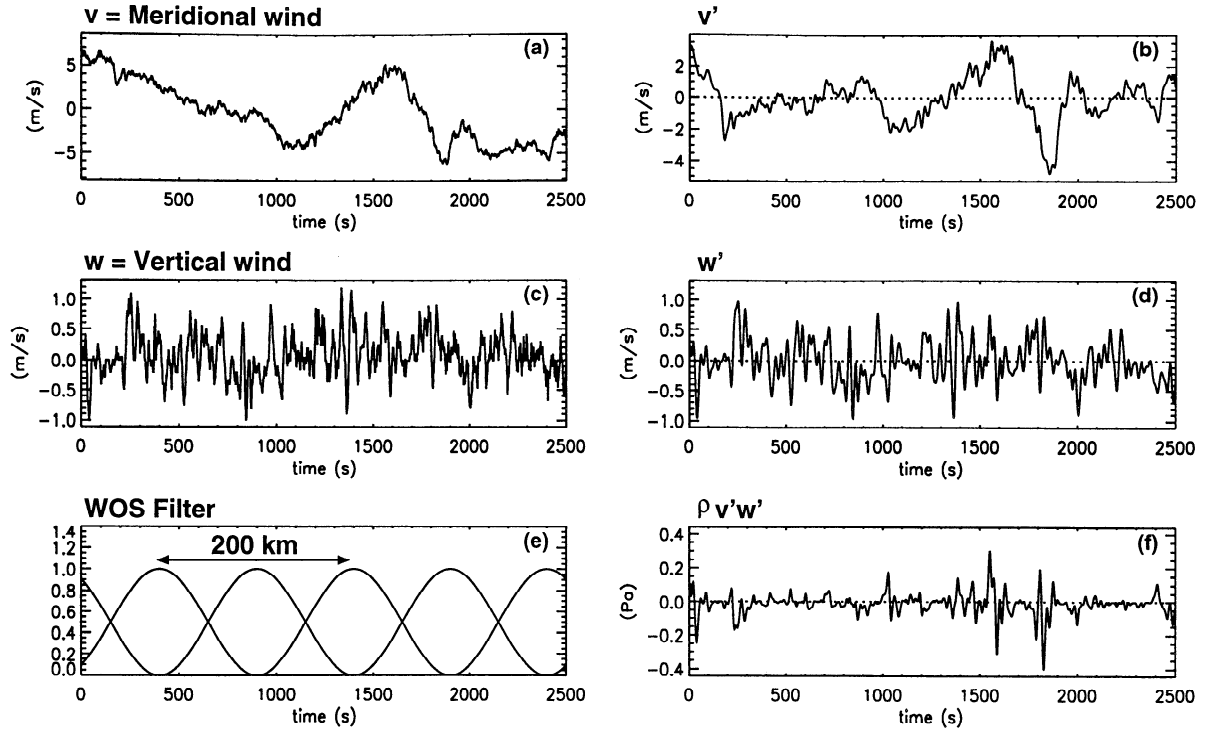 v = Meridional wind
(a)
5
0
−5
(m/s)
0 500 1000 1500 2000 2500
time (s)
v’
(b)
2
0
−2
−4
(m/s)
0 500 1000 1500 2000 2500
time (s)
w = Vertical wind
(c)
1.0
0.5
0.0
−0.5
−1.0
(m/s)
0 500 1000 1500 2000 2500
time (s)
w’
(d)
1.0
0.5
0.0
−0.5
−1.0
(m/s)
0 500 1000 1500 2000 2500
time (s)
WOS Filter
(e)
200 km
1.4
1.2
1.0
0.8
0.6
0.4
0.2
0.0
0 500 1000 1500 2000 2500
time (s)
ρ v’w’
(f)
0.4
0.2
0.0
−0.2
−0.4
(Pa)
0 500 1000 1500 2000 2500
time (s)